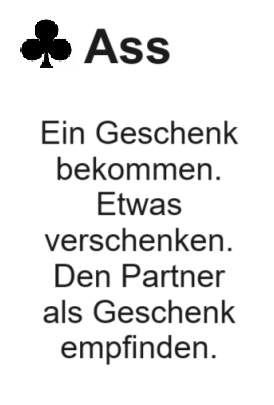 ♣ Ass
Ein Geschenk
bekommen.
Etwas
verschenken.
Den Partner
als Geschenk
empfinden.